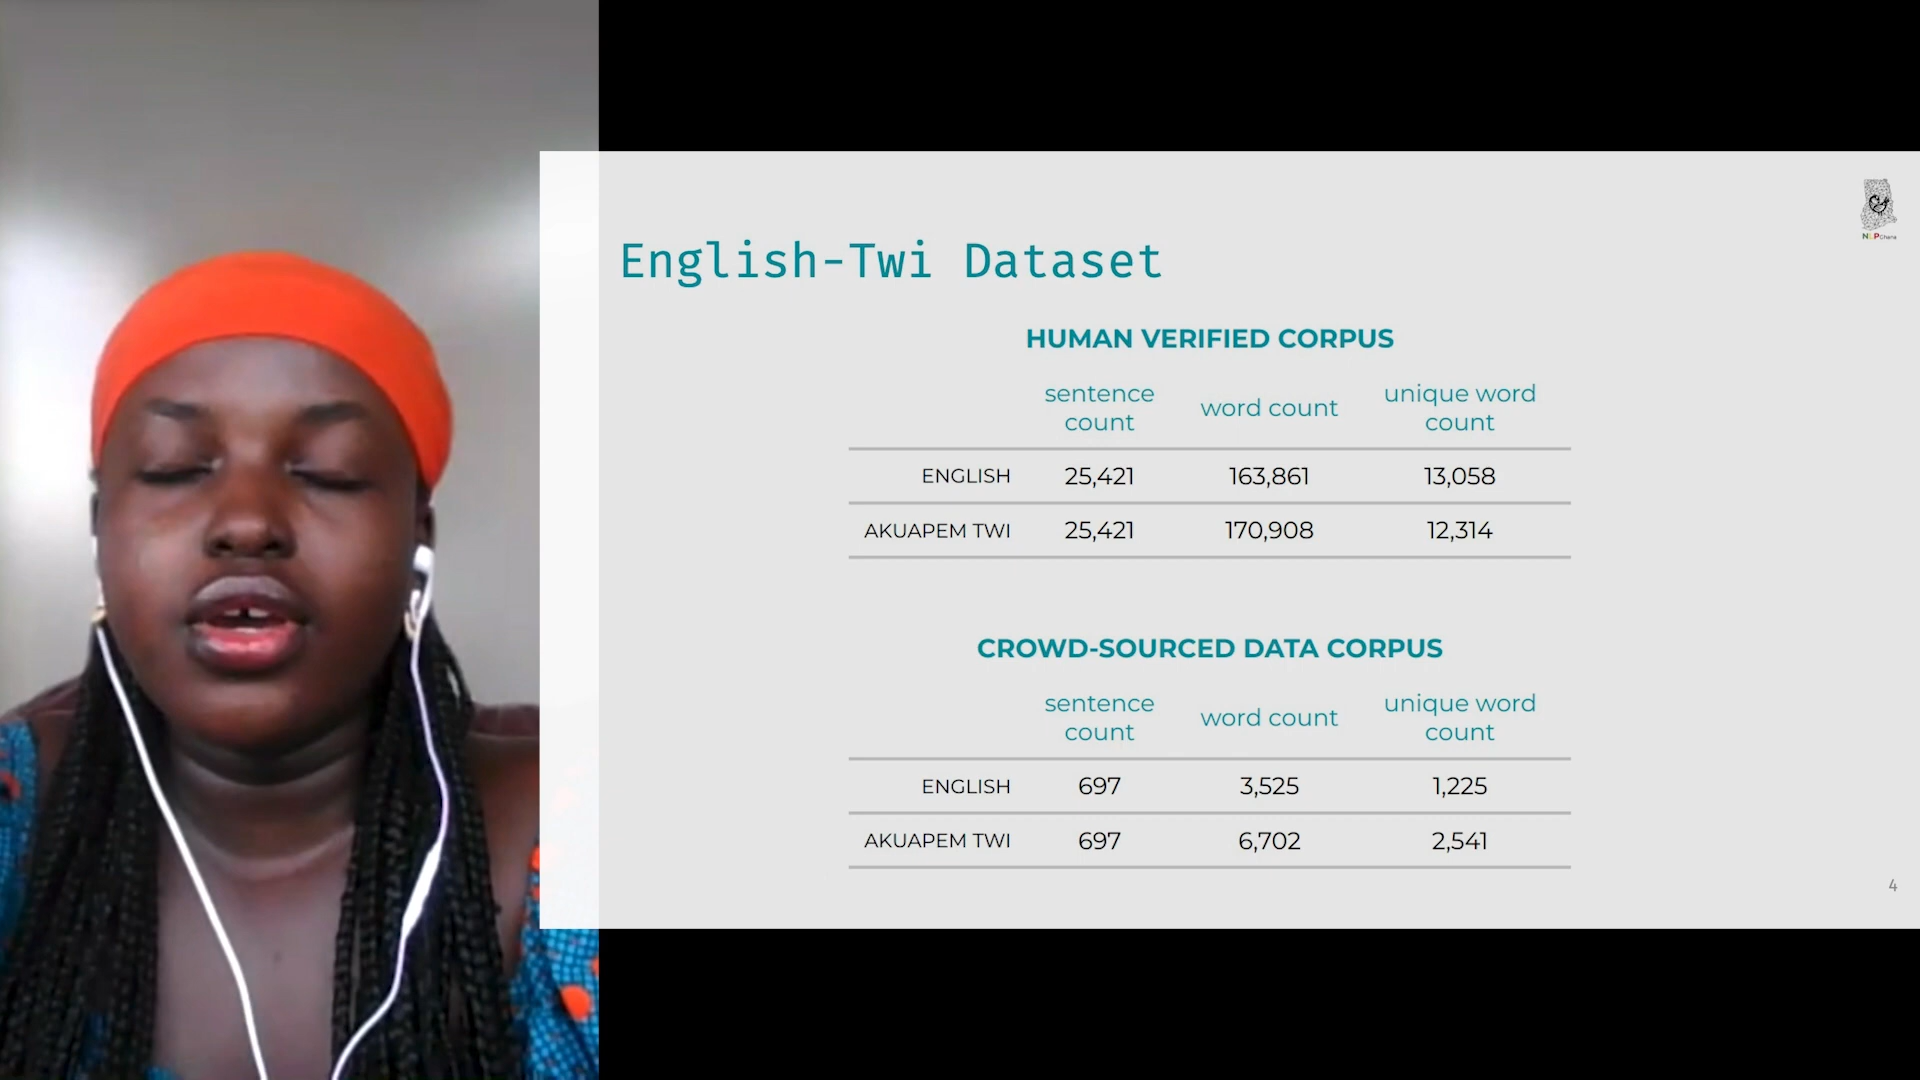 NLPGhana
English-Twi Dataset
HUMAN VERIFIED CORPUS
sentence count word count unique word count
ENGLISH 25,421 163,861 13,058
AKUAPEM TWI 25,421 170,908 12,314
CROWD-SOURCED DATA CORPUS
sentence count word count unique word count
ENGLISH 697 3,525 1,225
AKUAPEM TWI 697 6,702 2,541
4